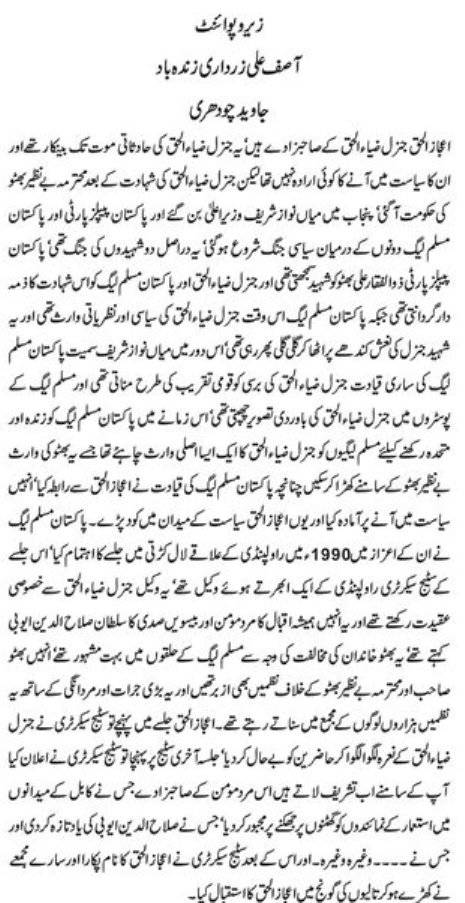 زیرو پوائنٹ
آصف علی زرداری زندہ باد
جاوید چودھری
اعجاز الحق جنرل ضیاء الحق کے صاحبزادے ہیں‘ یہ جنرل ضیاء الحق کی حادثاتی موت تک بینکار تھے اور
ان کا سیاست میں آنے کا کوئی ارادہ نہیں تھا لیکن جنرل ضیاء الحق کی شہادت کے بعد محترمہ بے نظیر بھٹو
کی حکومت آ گئی‘ پنجاب میں میاں نواز شریف وزیراعلیٰ بن گئے اور پاکستان پیپلز پارٹی اور پاکستان
مسلم لیگ دونوں کے درمیان سیاسی جنگ شروع ہو گئی‘ یہ دراصل دو شہیدوں کی جنگ تھی‘ پاکستان
پیپلز پارٹی ذوالفقار علی بھٹو کو شہید سمجھتی تھی اور جنرل ضیاء الحق اور پاکستان مسلم لیگ کو اس شہادت کا ذمہ
دار گردانتی تھی جبکہ پاکستان مسلم لیگ اس وقت جنرل ضیاء الحق کی سیاسی اور نظریاتی وارث تھی اور یہ
شہید جنرل کی نعش کندھے پر اٹھا کر گلی گلی پھر رہی تھی‘ اس دور میں میاں نواز شریف سمیت پاکستان مسلم
لیگ کی ساری قیادت جنرل ضیاء الحق کی برسی کو قومی تقریب کی طرح مناتی تھی اور مسلم لیگ کے
پوسٹروں میں جنرل ضیاء الحق کی باوردی تصویر چھپتی تھی‘ اس زمانے میں پاکستان مسلم لیگ کو زندہ اور
متحدہ رکھنے کیلئے مسلم لیگیوں کو جنرل ضیاء الحق کا ایک ایسا اصلی وارث چاہئے تھا جسے یہ بھٹو کی وارث
بے نظیر بھٹو کے سامنے کھڑا کر سکیں چنانچہ پاکستان مسلم لیگ کی قیادت نے اعجاز الحق سے رابطہ کیا‘ انہیں
سیاست میں آنے پر آمادہ کیا اور یوں اعجاز الحق سیاست کے میدان میں کود پڑے۔ پاکستان مسلم لیگ
نے ان کے اعزاز میں 1990ء میں راولپنڈی کے علاقے لال کڑتی میں جلسے کا اہتمام کیا‘ اس جلسے
کے سٹیج سیکرٹری راولپنڈی کے ایک ابھرتے ہوئے وکیل تھے‘ یہ وکیل جنرل ضیاء الحق سے خصوصی
عقیدت رکھتے تھے اور یہ انہیں ہمیشہ اقبال کا مرد مومن اور بیسویں صدی کا سلطان صلاح الدین ایوبی
کہتے تھے‘ یہ بھٹو خاندان کی مخالفت کی وجہ سے مسلم لیگ کے حلقوں میں بہت مشہور تھے‘ انہیں بھٹو
صاحب اور محترمہ بے نظیر بھٹو کے خلاف نظمیں بھی ازبر تھیں اور یہ بڑی جرات اور مردانگی کے ساتھ یہ
نظمیں ہزاروں لوگوں کے مجمع میں سناتے رہتے تھے۔ اعجاز الحق جلسے میں پہنچے تو سٹیج سیکرٹری نے جنرل
ضیاء الحق کے نعرہ لگوا لگوا کر حاضرین کو بے حال کر دیا‘ جلسہ آخری سٹیج پر پہنچا تو سٹیج سیکرٹری نے اعلان کیا
آپ کے سامنے اب تشریف لاتے ہیں اس مرد مومن کے صاحبزادے جس نے کابل کے میدانوں
میں استعمار کے نمائندوں کو گھٹنوں پر جھکنے پر مجبور کر دیا‘ جس نے صلاح الدین ایوبی کی یاد تازہ کر دی اور
جس نے ۔۔۔۔ وغیرہ وغیرہ۔ اور اس کے بعد سٹیج سیکرٹری نے اعجاز الحق کا نام پکارا اور سارے مجمعے
نے کھڑے ہو کر تالیوں کی گونج میں اعجاز الحق کا استقبال کیا۔